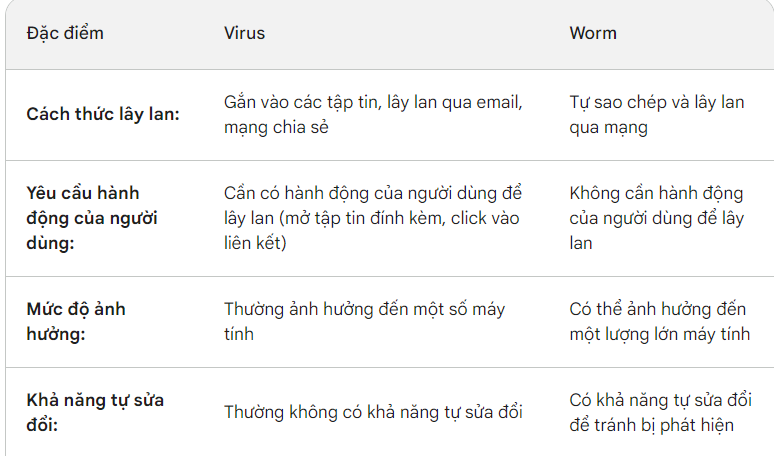 Đặc điểm
Virus
Worm
Cách thức lây lan:
Gắn vào các tập tin, lây lan qua email,
mạng chia sẻ
Tự sao chép và lây lan
qua mạng
Yêu cầu hành
động của người
dùng:
Cần có hành động của người dùng để
lây lan (mở tập tin đính kèm, click vào
liên kết)
Không cần hành động
của người dùng để lây
lan
Mức độ ảnh
hưởng:
Thường ảnh hưởng đến một số máy
tính
Có thể ảnh hưởng đến
một lượng lớn máy tính
Khả năng tự sửa
đổi:
Thường không có khả năng tự sửa đổi
Có khả năng tự sửa đổi
để tránh bị phát hiện